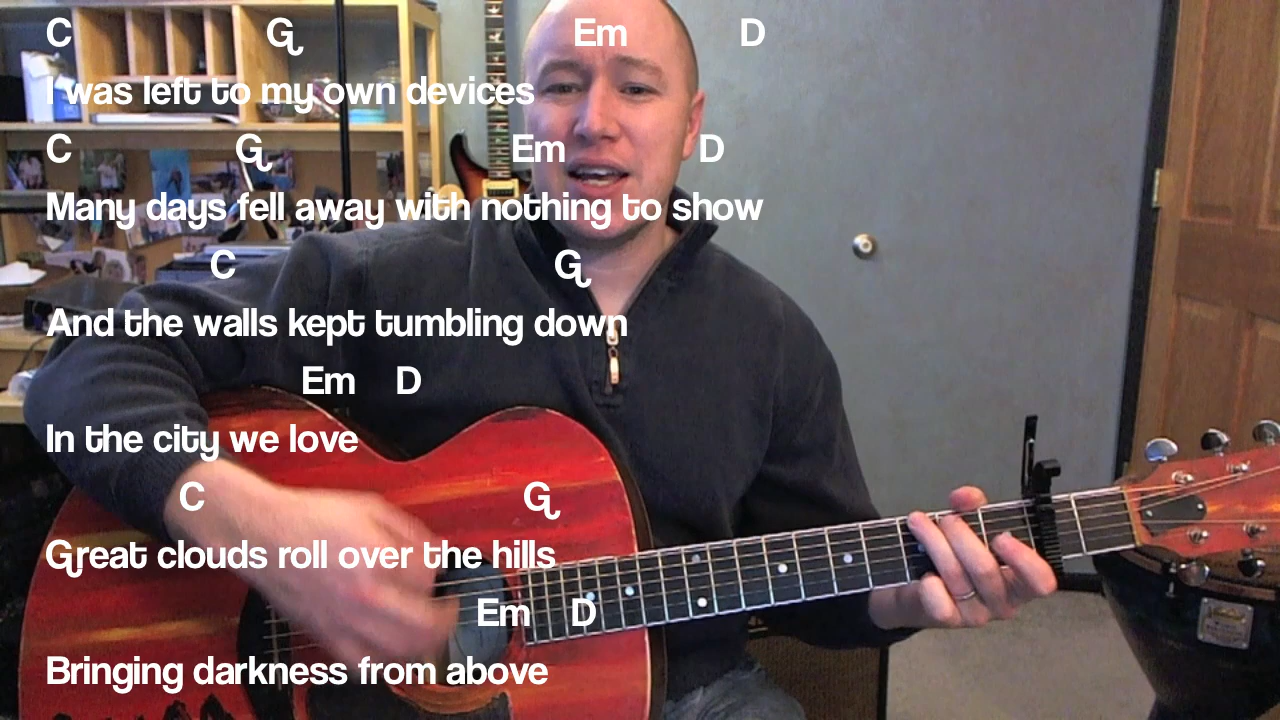 C G Em D
I was left to my own devices
C G Em D
Many days fell away with nothing to show
C G
And the walls kept tumbling down
Em D
In the city we love
C G
Great clouds roll over the hills
Em D
Bringing darkness from above